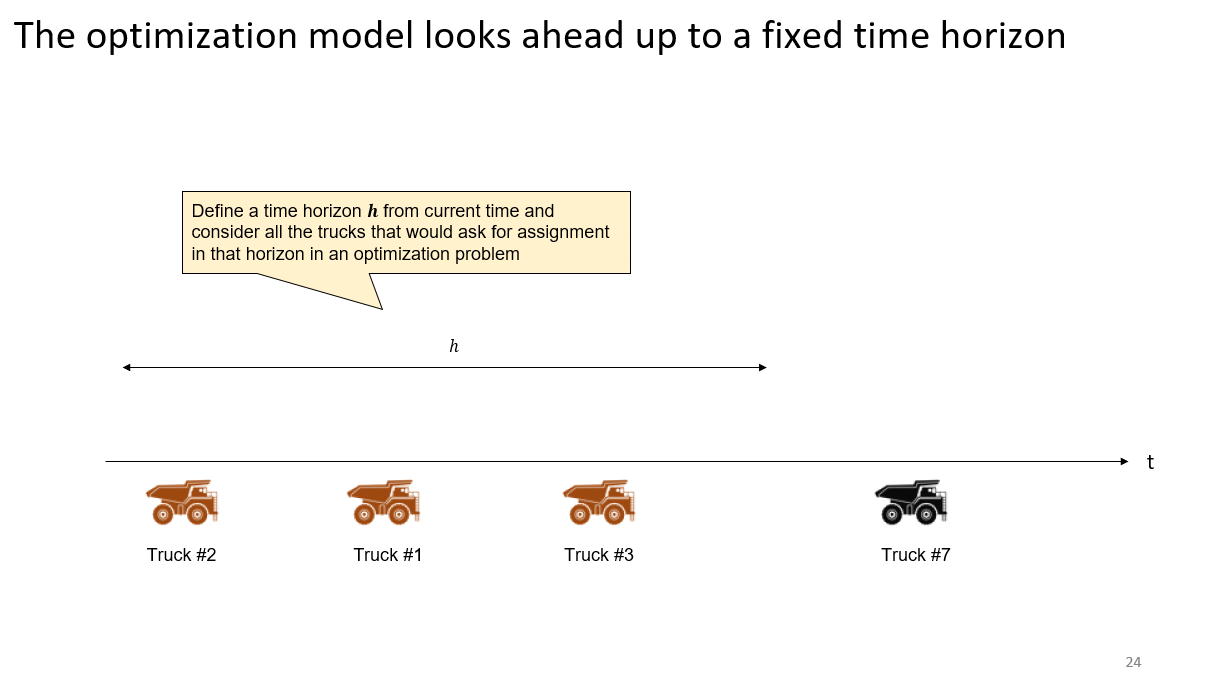 The optimization model looks ahead up to a fixed time horizon
Define a time horizon h from current time and
consider all the trucks that would ask for assignment
in that horizon in an optimization problem
h
t
Truck #2
Truck #1
Truck #3
Truck #7
24